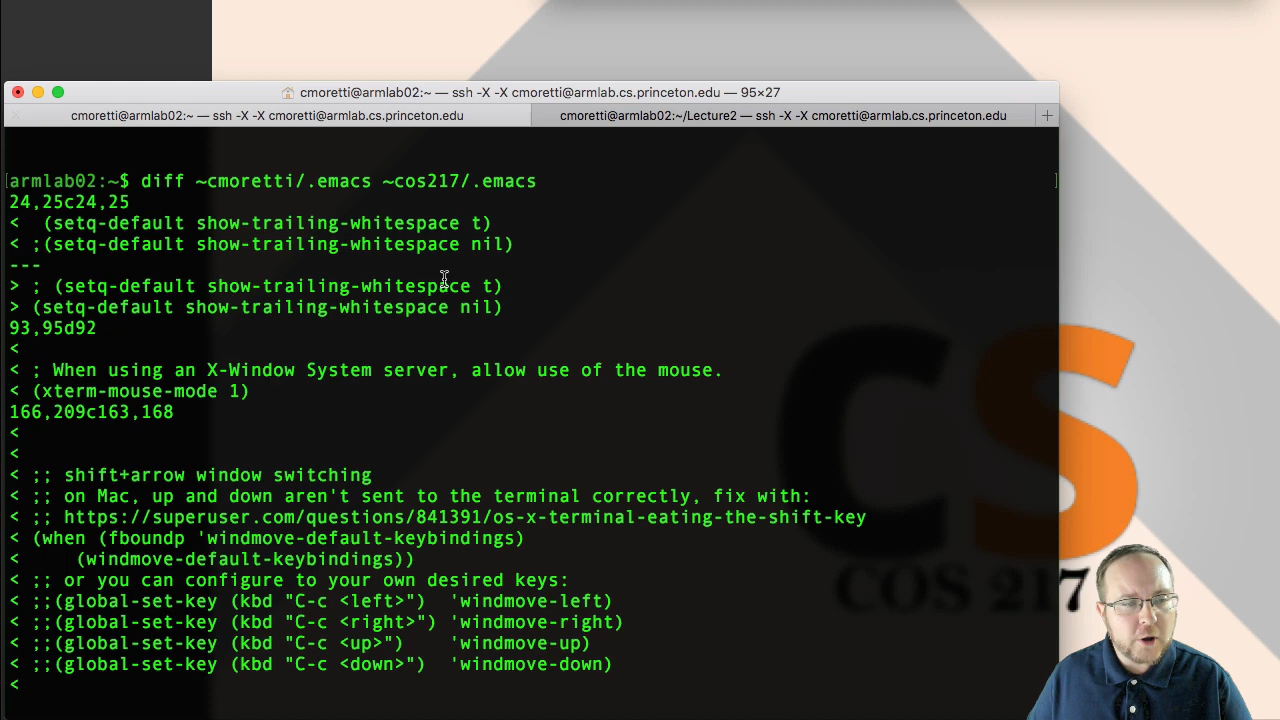 cmoretti@armlab02:~ — ssh -X -X cmoretti@armlab.cs.princeton.edu — 95×27
cmoretti@armlab02:~ — ssh -X -X cmoretti@armlab.cs.princeton.edu
cmoretti@armlab02:~/Lecture2 — ssh -X -X cmoretti@armlab.cs.princeton.edu
[armlab02:~$ diff ~cmoretti/.emacs ~cos217/.emacs ]
24,25c24,25
<  (setq-default show-trailing-whitespace t)
< ;(setq-default show-trailing-whitespace nil)
---
> ; (setq-default show-trailing-whitespace t)
> (setq-default show-trailing-whitespace nil)
93,95d92
<
< ; When using an X-Window System server, allow use of the mouse.
< (xterm-mouse-mode 1)
166,209c163,168
<
<
< ;; shift+arrow window switching
< ;; on Mac, up and down aren't sent to the terminal correctly, fix with:
< ;; https://superuser.com/questions/841391/os-x-terminal-eating-the-shift-key
< (when (fboundp 'windmove-default-keybindings)
<     (windmove-default-keybindings))
< ;; or you can configure to your own desired keys:
< ;;(global-set-key (kbd "C-c <left>")  'windmove-left)
< ;;(global-set-key (kbd "C-c <right>") 'windmove-right)
< ;;(global-set-key (kbd "C-c <up>")    'windmove-up)
< ;;(global-set-key (kbd "C-c <down>")  'windmove-down)
<
CS
COS 217